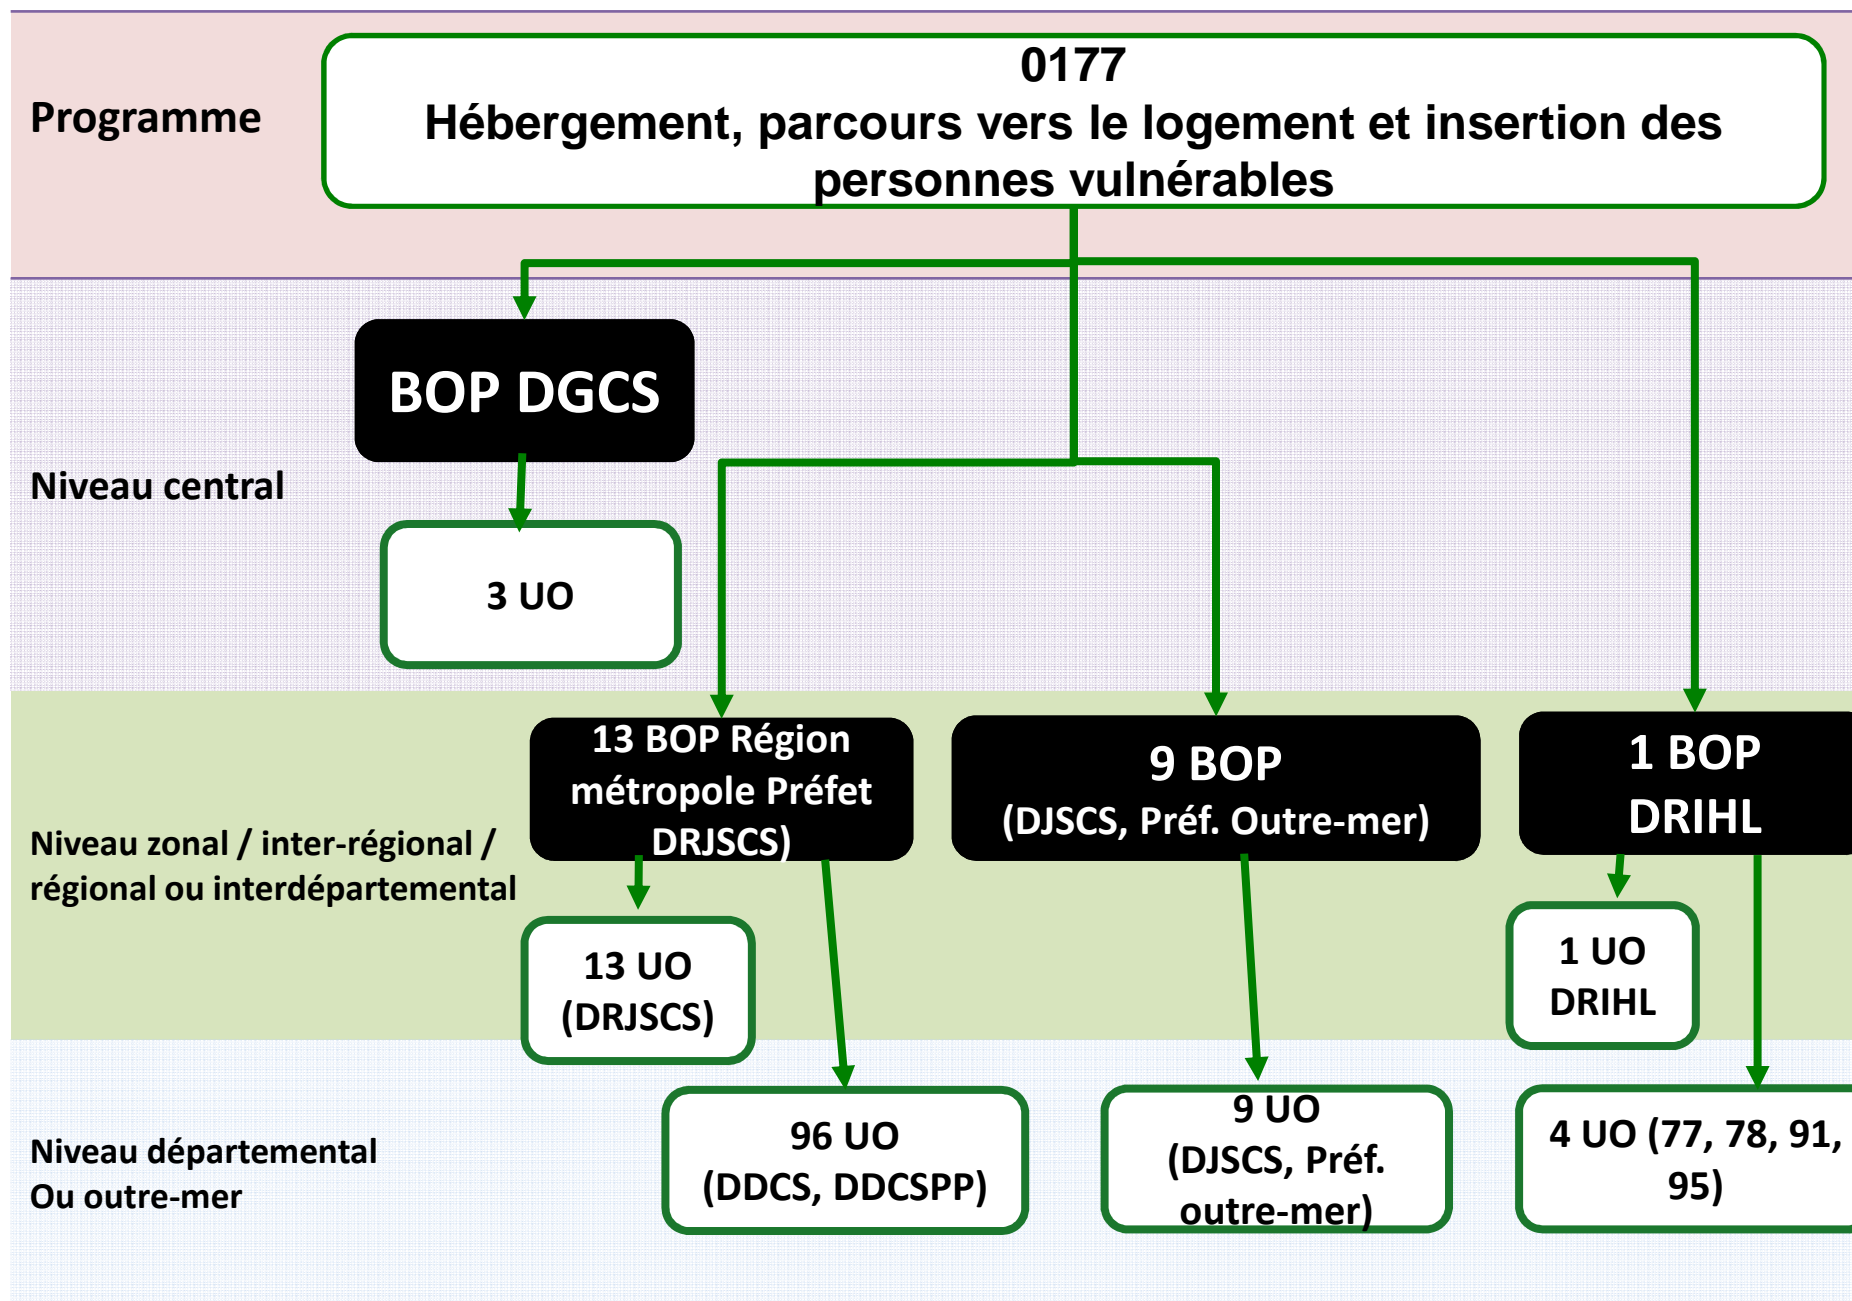 Programme
0177
Hébergement, parcours vers le logement et insertion des
personnes vulnérables
BOP DGCS
Niveau central
3 UO
13 BOP Région
métropole Préfet
DRJSCS)
9 BOP
(DJSCS, Préf. Outre-mer)
1 BOP
DRIHL
Niveau zonal / inter-régional /
régional ou interdépartemental
13 UO
(DRJSCS)
1 UO
DRIHL
Niveau départemental
Ou outre-mer
96 UO
(DDCS, DDCSPP)
9 UO
(DJSCS, Préf.
outre-mer)
4 UO (77, 78, 91,
95)